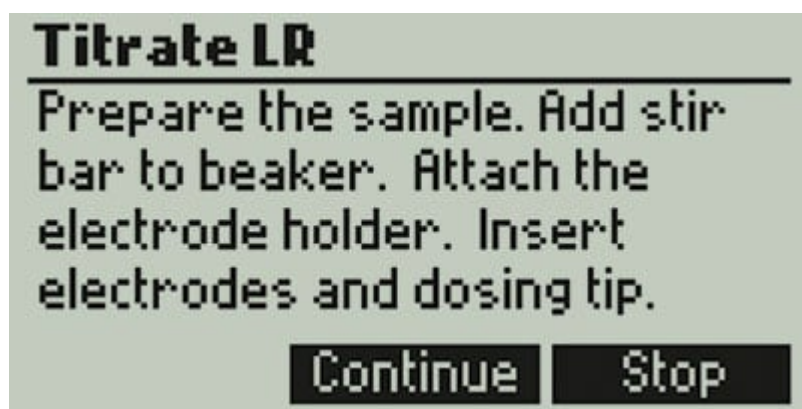 Titrate LR
Prepare the sample. Add stir
bar to beaker. Attach the
electrode holder. Insert
electrodes and dosing tip.
Continue Stop